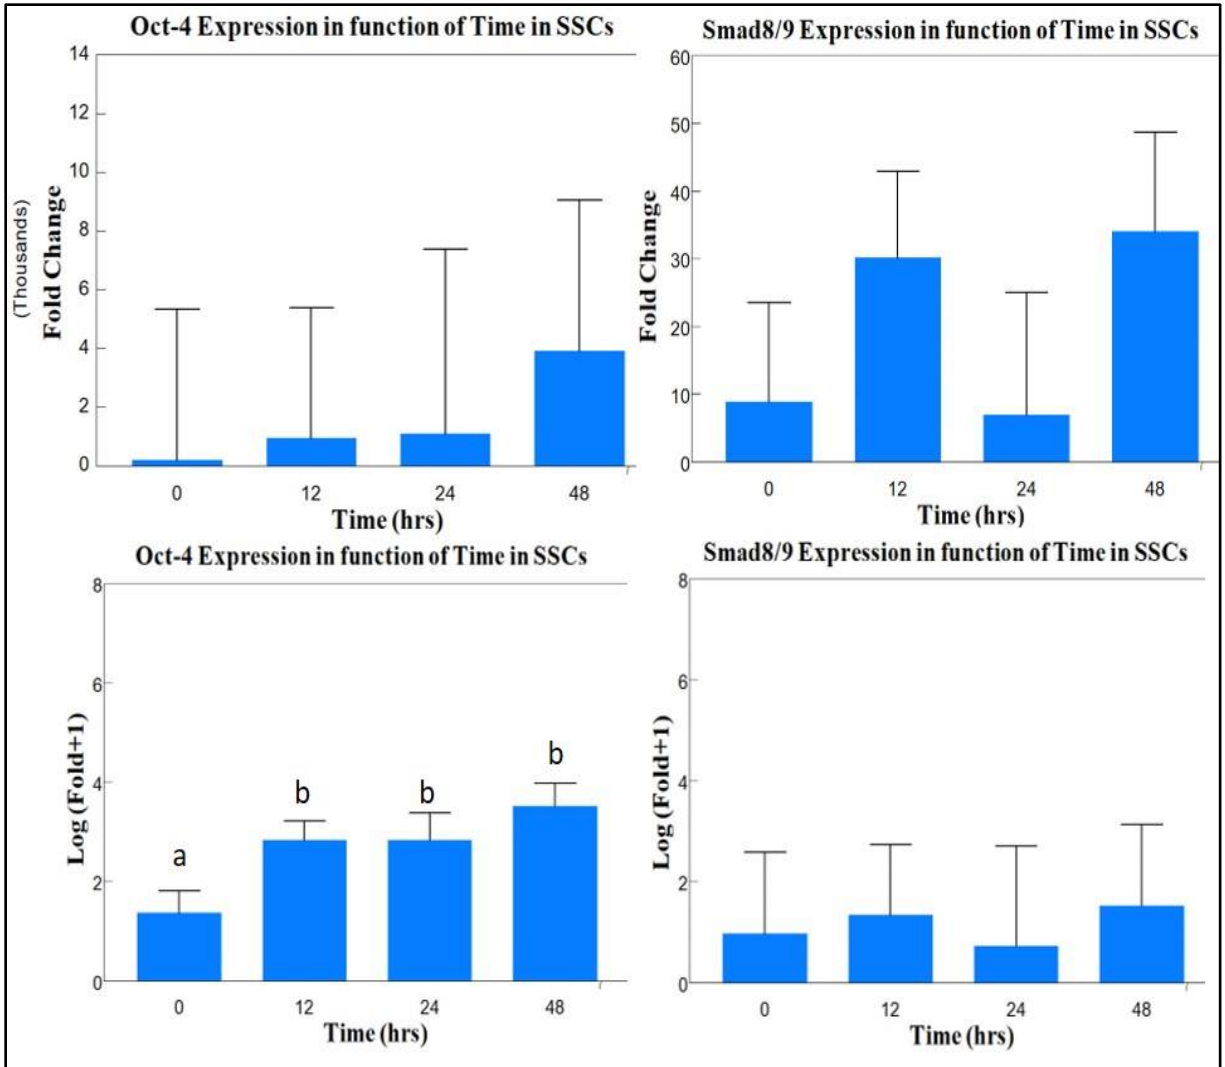 Oct-4 Expression in function of Time in SSCs
14
12
10
8
6
4
2
0
(Thousands)
Fold Change
0 12 24 48
Time (hrs)
Smad8/9 Expression in function of Time in SSCs
60
50
40
30
20
10
0
Fold Change
0 12 24 48
Time (hrs)
Oct-4 Expression in function of Time in SSCs
8
6
4
2
0
Log (Fold+1)
a b b b
0 12 24 48
Time (hrs)
Smad8/9 Expression in function of Time in SSCs
8
6
4
2
0
Log (Fold+1)
0 12 24 48
Time (hrs)